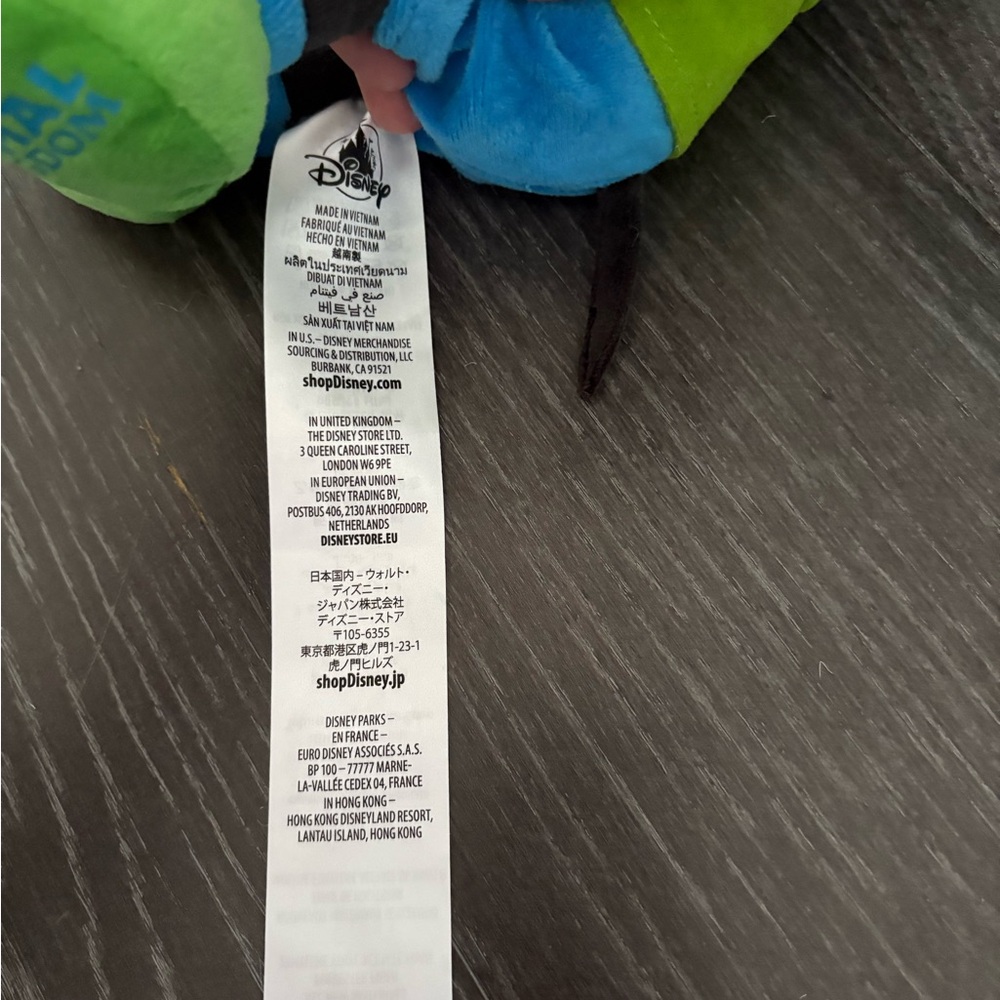 MAL
DOM
Disney
MADE IN VIETNAM
FABRIQUÉ AU VIETNAM
HECHO EN VIETNAM
越南製
ผลิตในประเทศเวียดนาม
DIBUAT DI VIETNAM
صنع في فيتنام
베트남산
SẢN XUẤT TẠI VIỆT NAM
IN U.S. – DISNEY MERCHANDISE
SOURCING & DISTRIBUTION, LLC
BURBANK, CA 91521
shopDisney.com
IN UNITED KINGDOM –
THE DISNEY STORE LTD.
3 QUEEN CAROLINE STREET,
LONDON W6 9PE
IN EUROPEAN UNION –
DISNEY TRADING BV,
POSTBUS 406, 2130 AK HOOFDDORP,
NETHERLANDS
DISNEYSTORE.EU
日本国内 – ウォルト・
ディズニー・
ジャパン株式会社
ディズニー・ストア
〒105-6355
東京都港区虎ノ門1-23-1
虎ノ門ヒルズ
shopDisney.jp
DISNEY PARKS –
EN FRANCE –
EURO DISNEY ASSOCIÉS S.A.S.
BP 100 – 77777 MARNE-
LA-VALLÉE CEDEX 04, FRANCE
IN HONG KONG –
HONG KONG DISNEYLAND RESORT,
LANTAU ISLAND, HONG KONG